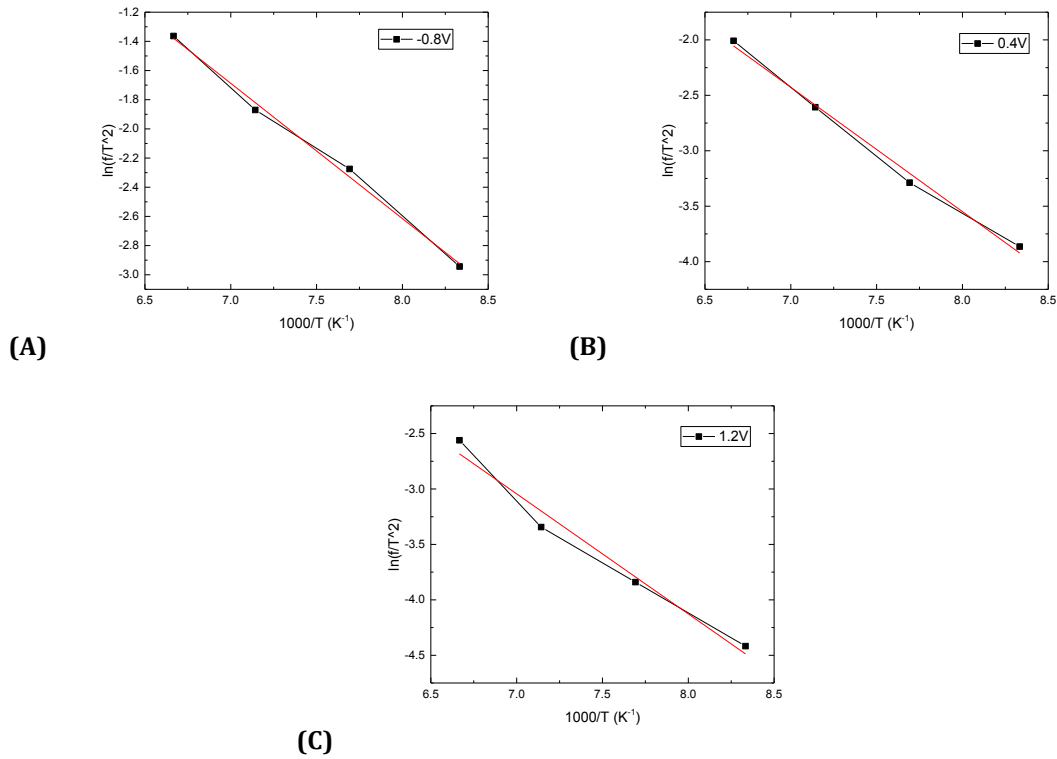 -1.2
-1.4
-1.6
-1.8
-2.0
-2.2
-2.4
-2.6
-2.8
-3.0
ln(f/T^2)
-0.8V
6.5 7.0 7.5 8.0 8.5
1000/T (K⁻¹)
(A)
-2.0
-2.5
-3.0
-3.5
-4.0
ln(f/T^2)
0.4V
6.5 7.0 7.5 8.0 8.5
1000/T (K⁻¹)
(B)
-2.5
-3.0
-3.5
-4.0
-4.5
ln(f/T^2)
1.2V
6.5 7.0 7.5 8.0 8.5
1000/T (K⁻¹)
(C)